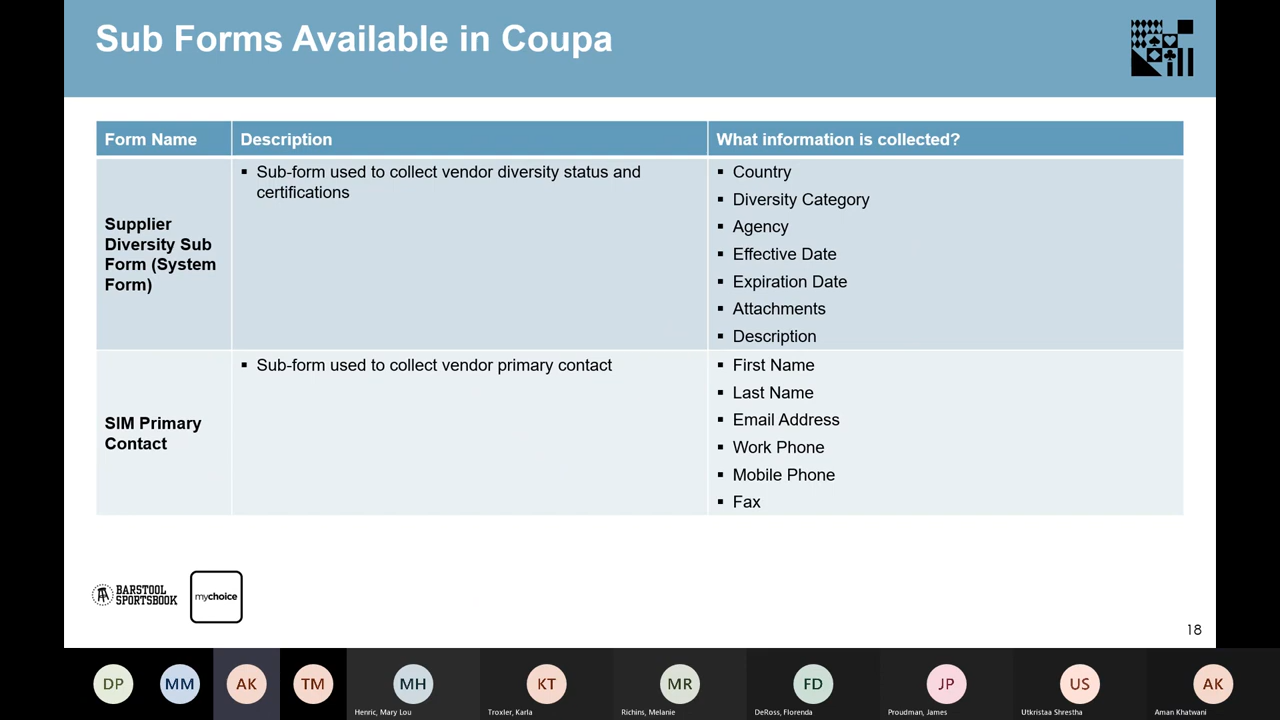 Sub Forms Available in Coupa
Form Name
Description
What information is collected?
Supplier
Diversity Sub
Form (System
Form)
▪ Sub-form used to collect vendor diversity status and
certifications
▪ Country
▪ Diversity Category
▪ Agency
▪ Effective Date
▪ Expiration Date
▪ Attachments
▪ Description
SIM Primary
Contact
▪ Sub-form used to collect vendor primary contact
▪ First Name
▪ Last Name
▪ Email Address
▪ Work Phone
▪ Mobile Phone
▪ Fax
BARSTOOL
SPORTSBOOK
mychoice
18
DP
MM
AK
TM
MH
KT
MR
FD
JP
US
AK
Henric, Mary Lou
Troxler, Karla
Richins, Melanie
DeRoss, Florenda
Proudman, James
Utkristaa Shrestha
Aman Khatwani